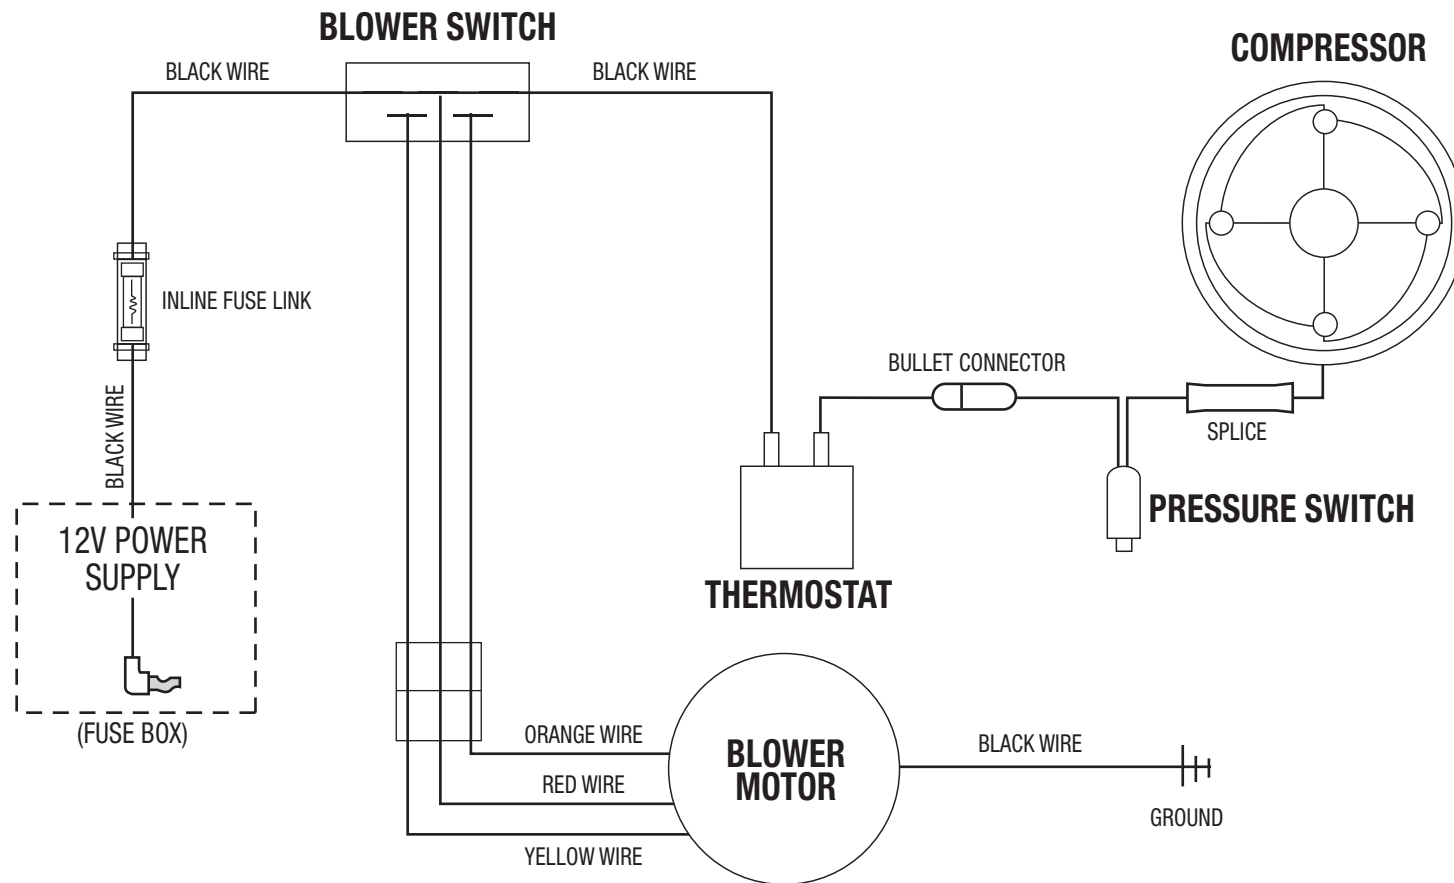 BLOWER SWITCH
COMPRESSOR
BLACK WIRE
BLACK WIRE
INLINE FUSE LINK
BULLET CONNECTOR
BLACK WIRE
SPLICE
PRESSURE SWITCH
12V POWER
SUPPLY
THERMOSTAT
(FUSE BOX)
ORANGE WIRE
BLOWER
MOTOR
BLACK WIRE
RED WIRE
GROUND
YELLOW WIRE